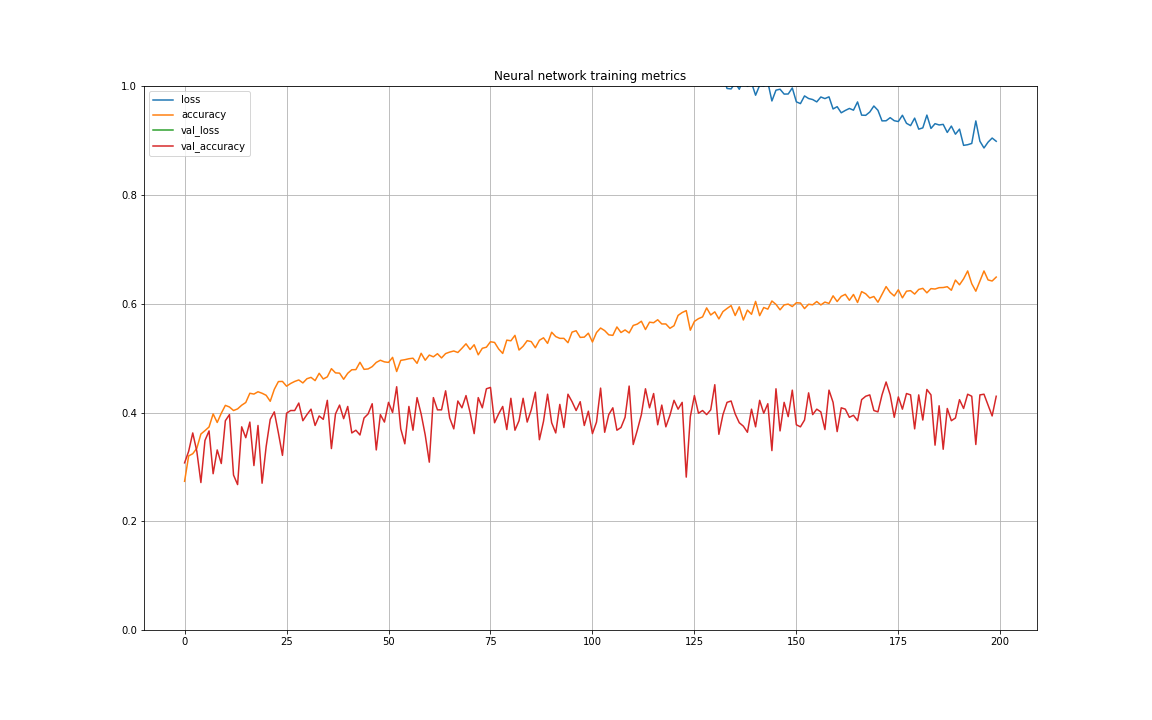 Neural network training metrics
1.0
loss
accuracy
val_loss
val_accuracy
0.8
0.6
0.4
0.2
0.0
0 25 50 75 100 125 150 175 200